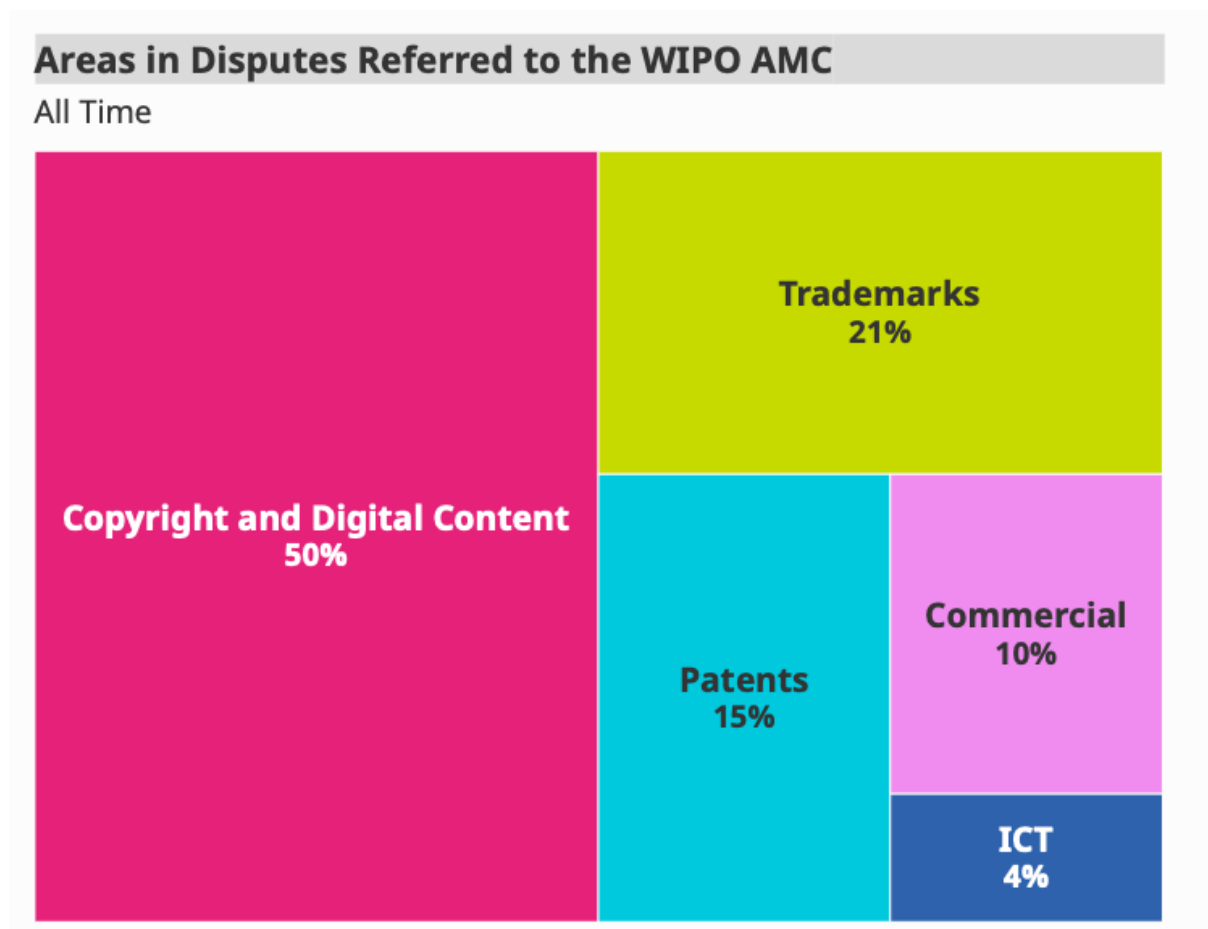 Areas in Disputes Referred to the WIPO AMC
All Time
Copyright and Digital Content
50%
Trademarks
21%
Patents
15%
Commercial
10%
ICT
4%